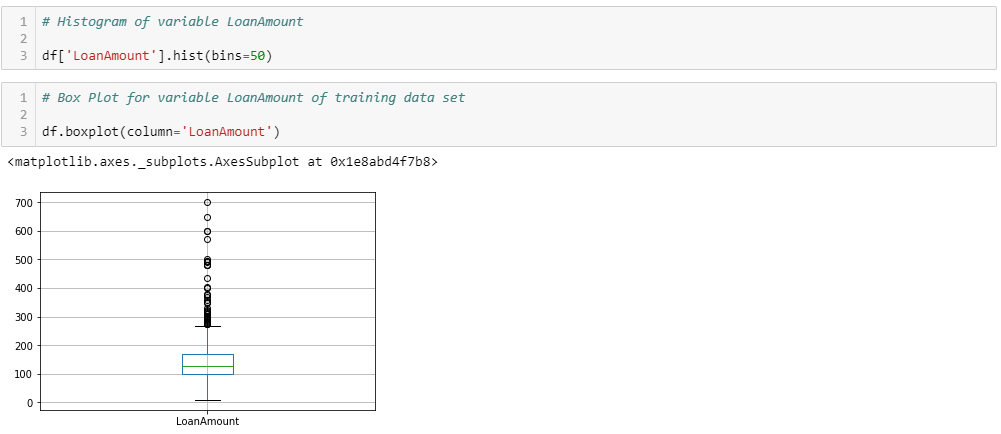 1 # Histogram of variable LoanAmount
2
3 df['LoanAmount'].hist(bins=50)
1 # Box Plot for variable LoanAmount of training data set
2
3 df.boxplot(column='LoanAmount')
<matplotlib.axes._subplots.AxesSubplot at 0x1e8abd4f7b8>
700
600
500
400
300
200
100
0
LoanAmount